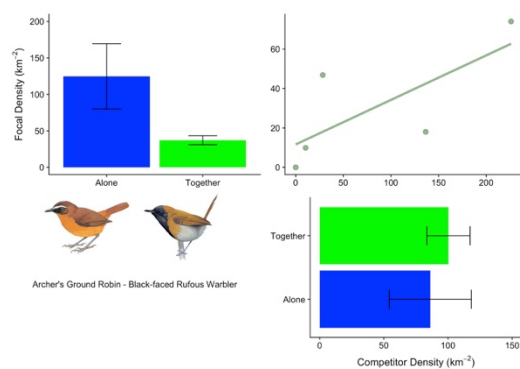 200
150
100
50
0
Focal Density (km⁻²)
Alone
Together
60
40
20
0
0
50
100
150
200
Archer's Ground Robin - Black-faced Rufous Warbler
Together
Alone
0
50
100
150
Competitor Density (km⁻²)